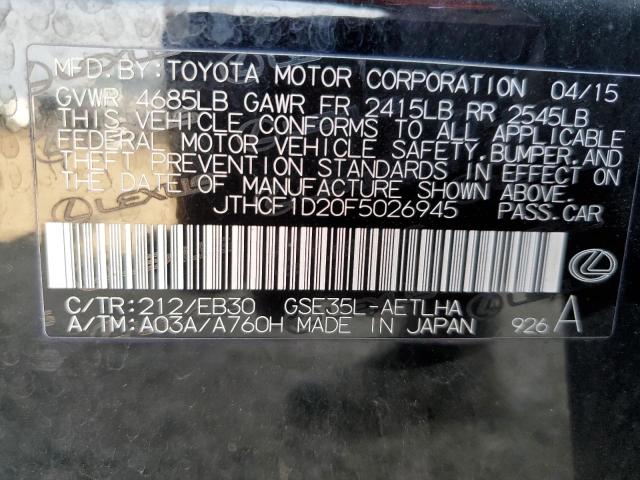 MFD. BY: TOYOTA MOTOR CORPORATION 04/15
GVWR 4685LB GAWR FR 2415LB RR 2545LB
THIS VEHICLE CONFORMS TO ALL APPLICABLE
FEDERAL MOTOR VEHICLE SAFETY, BUMPER, AND
THEFT PREVENTION STANDARDS IN EFFECT ON
THE DATE OF MANUFACTURE SHOWN ABOVE.
JTHCF1D20F5026945 PASS.CAR
C/TR: 212/EB30 GSE35L-AETLHA
A/TM: A03A/A760H MADE IN JAPAN 926 A
LEXUS